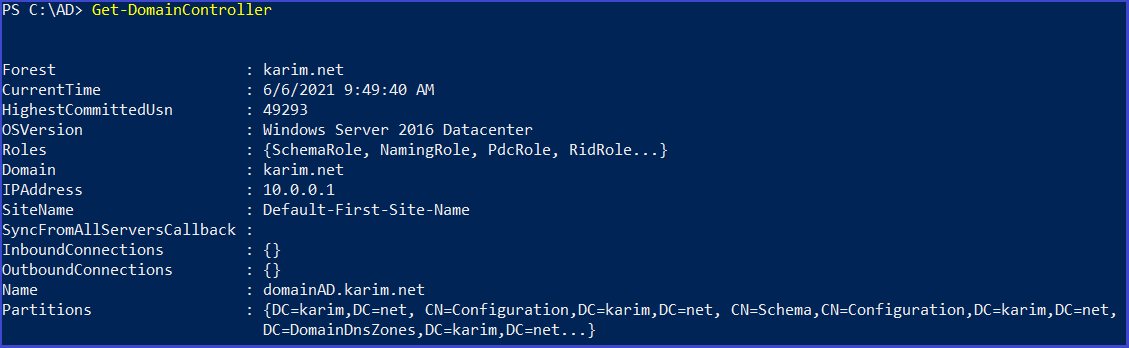 PS C:\AD> Get-DomainController
Forest : karim.net
CurrentTime : 6/6/2021 9:49:40 AM
HighestCommittedUsn : 49293
OSVersion : Windows Server 2016 Datacenter
Roles : {SchemaRole, NamingRole, PdcRole, RidRole...}
Domain : karim.net
IPAddress : 10.0.0.1
SiteName : Default-First-Site-Name
SyncFromAllServersCallback :
InboundConnections : {}
OutboundConnections : {}
Name : domainAD.karim.net
Partitions : {DC=karim,DC=net, CN=Configuration,DC=karim,DC=net, CN=Schema,CN=Configuration,DC=karim,DC=net,
DC=DomainDnsZones,DC=karim,DC=net...}